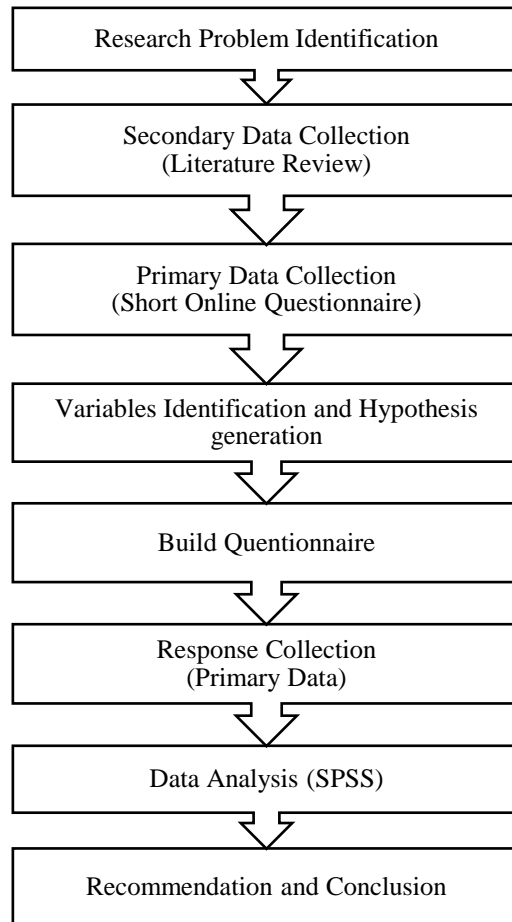 Research Problem Identification
Secondary Data Collection
(Literature Review)
Primary Data Collection
(Short Online Questionnaire)
Variables Identification and Hypothesis
generation
Build Quentionnaire
Response Collection
(Primary Data)
Data Analysis (SPSS)
Recommendation and Conclusion